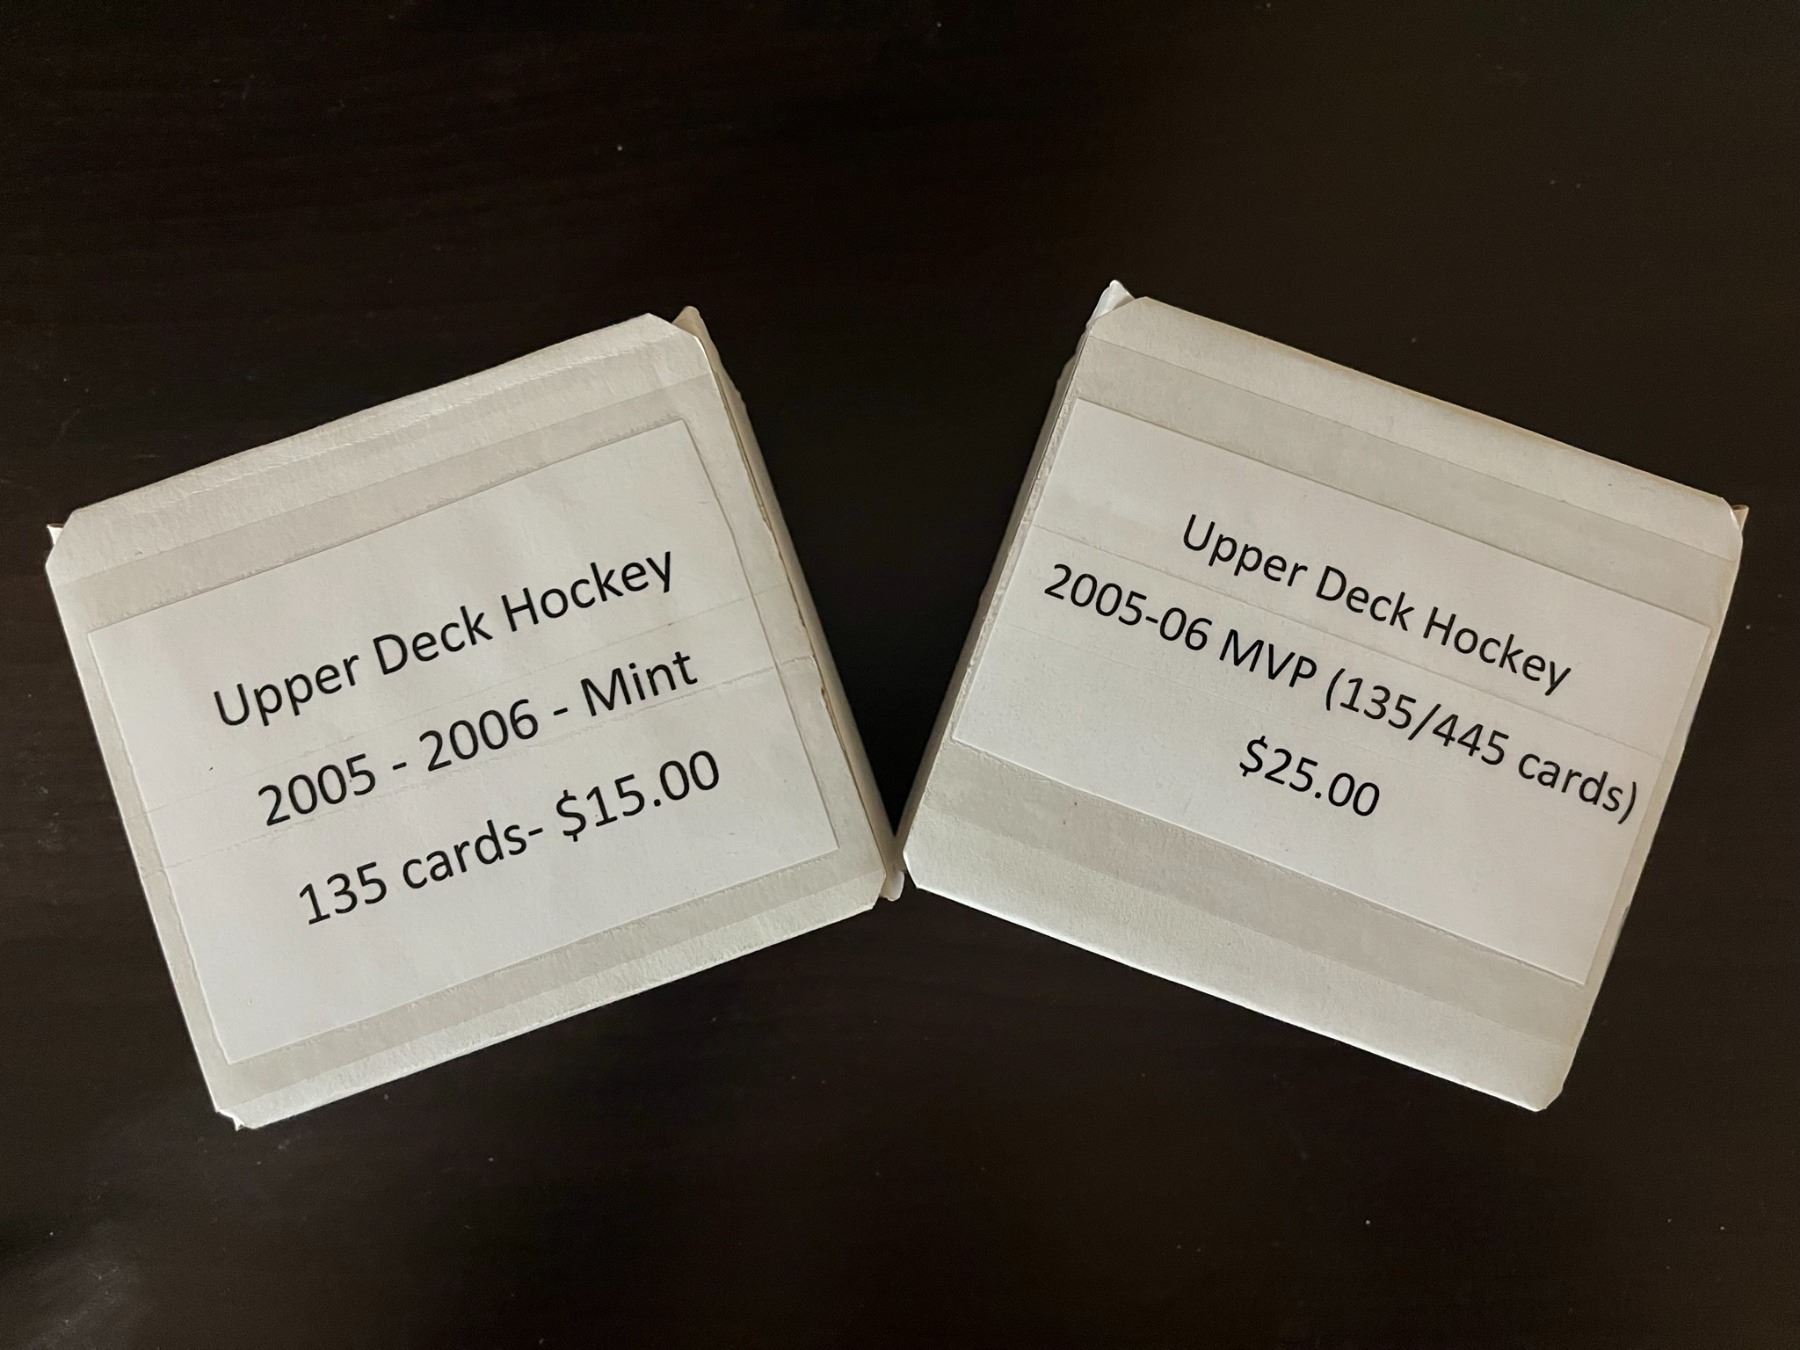 Upper Deck Hockey
2005 - 2006 - Mint
135 cards- $15.00
Upper Deck Hockey
2005-06 MVP (135/445 cards)
$25.00